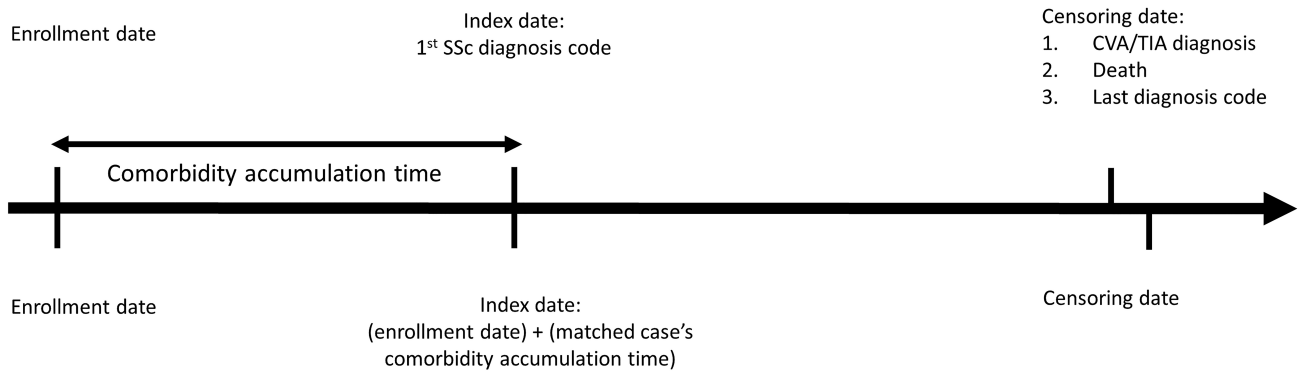 Enrollment date
Index date:
1st SSc diagnosis code
Censoring date:
1. CVA/TIA diagnosis
2. Death
3. Last diagnosis code
Comorbidity accumulation time
Enrollment date
Index date:
(enrollment date) + (matched case's
comorbidity accumulation time)
Censoring date